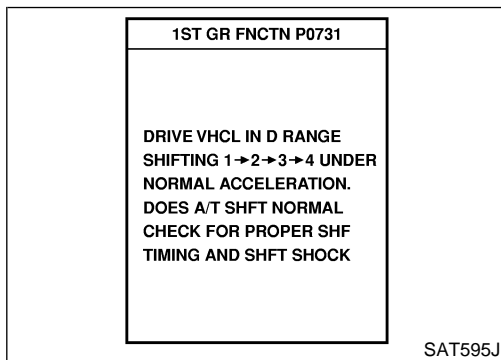 1ST GR FNCTN P0731
DRIVE VHCL IN D RANGE
SHIFTING 1→2→3→4 UNDER
NORMAL ACCELERATION.
DOES A/T SHFT NORMAL
CHECK FOR PROPER SHF
TIMING AND SHFT SHOCK
SAT595J